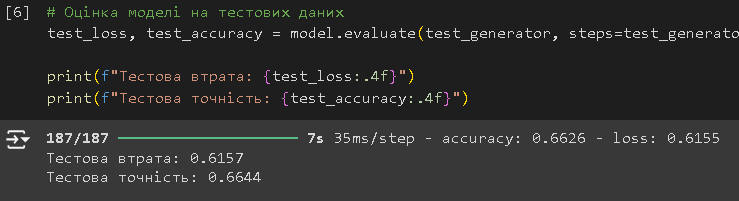 [6] # Оцінка моделі на тестових даних
test_loss, test_accuracy = model.evaluate(test_generator, steps=test_generato
print(f"Тестова втрата: {test_loss:.4f}")
print(f"Тестова точність: {test_accuracy:.4f}")
187/187 7s 35ms/step - accuracy: 0.6626 - loss: 0.6155
Тестова втрата: 0.6157
Тестова точність: 0.6644